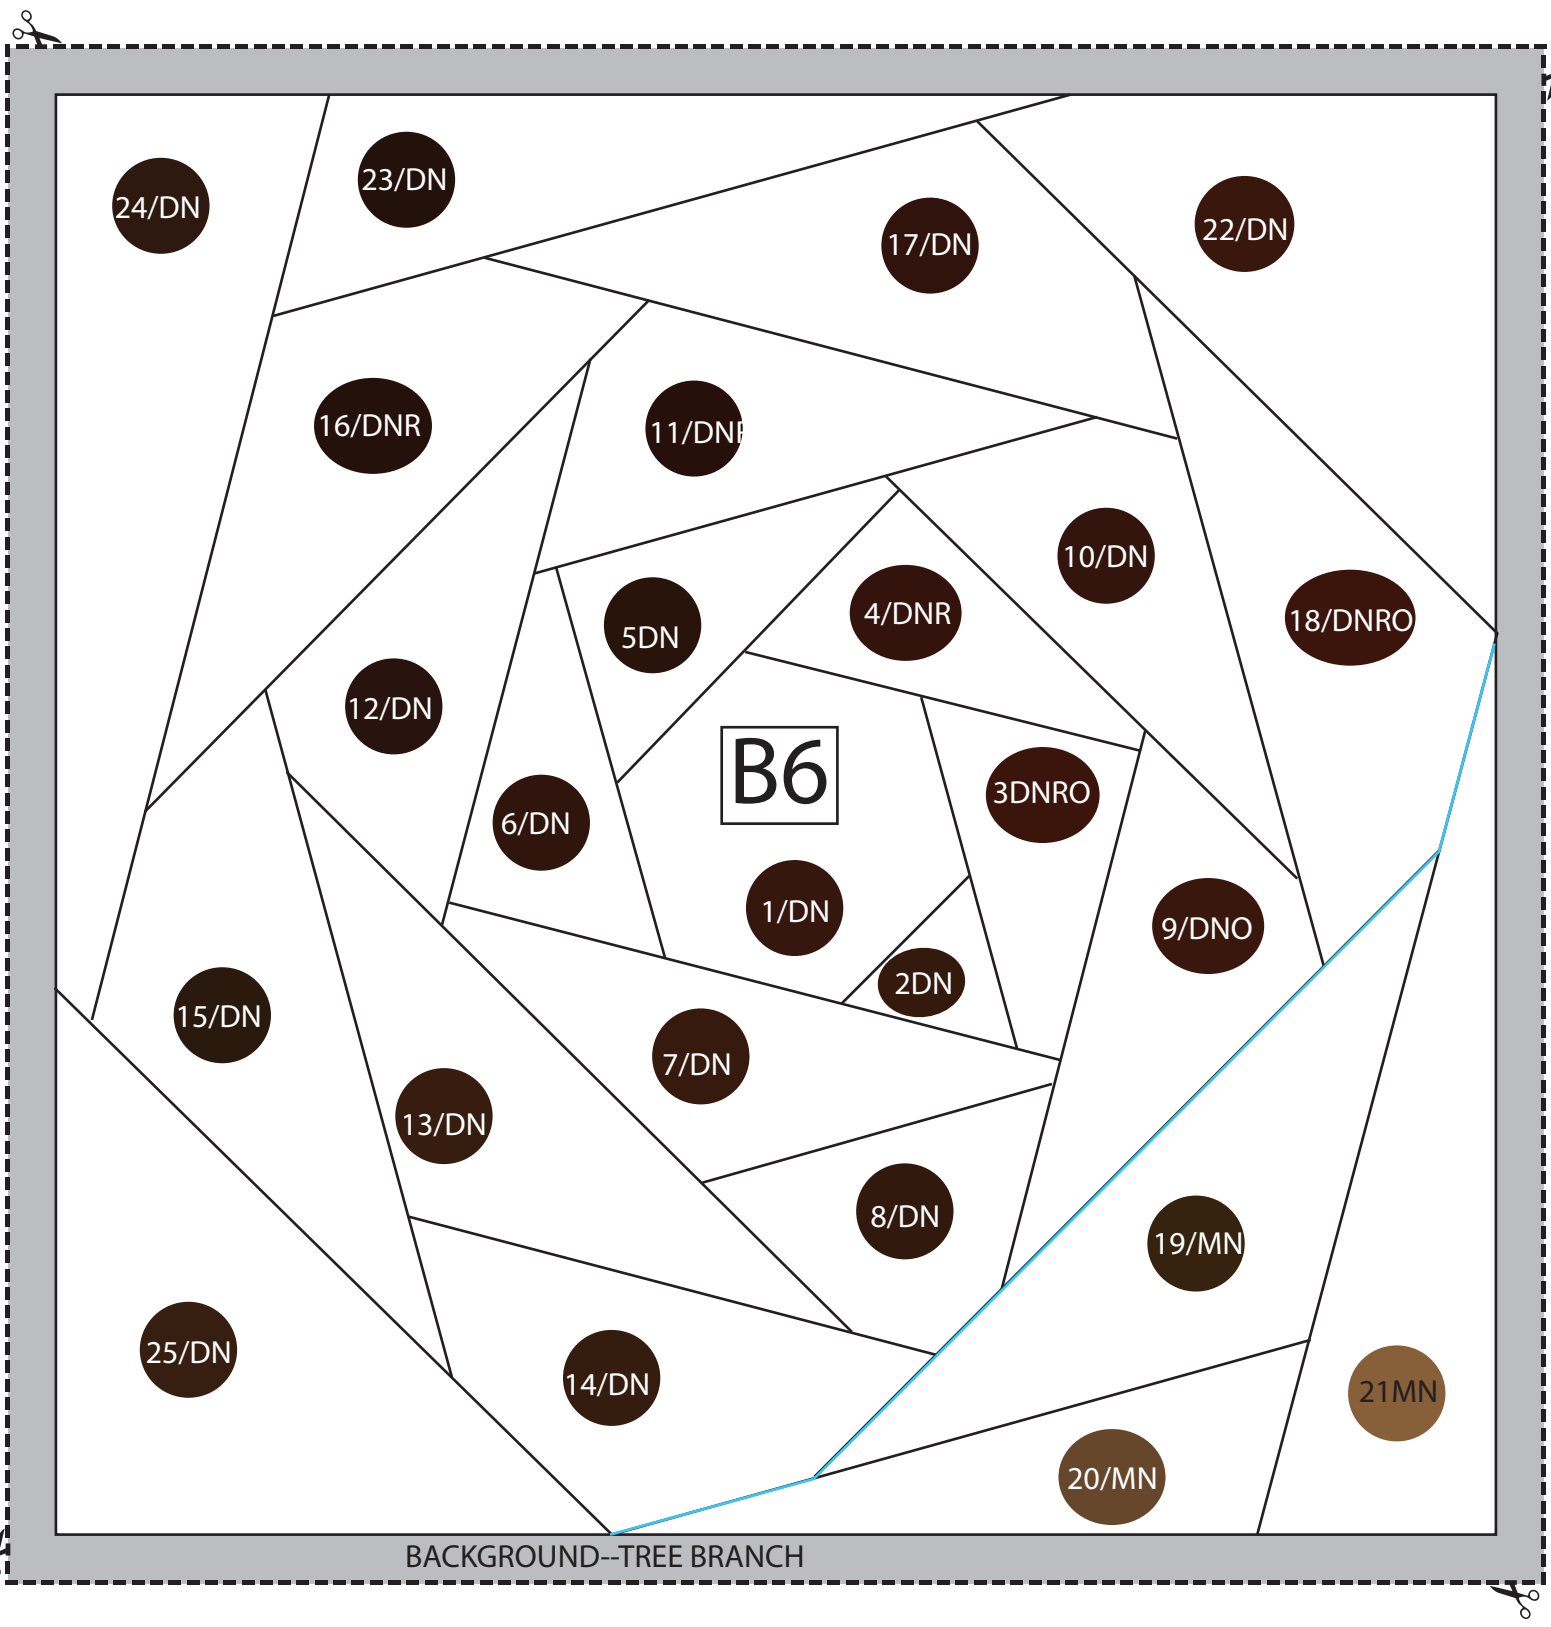 24/DN
23/DN
17/DN
22/DN
16/DNR
11/DNR
10/DN
5DN
4/DNR
18/DNRO
12/DN
B6
3DNRO
6/DN
1/DN
9/DNO
2DN
15/DN
7/DN
13/DN
8/DN
19/MN
25/DN
14/DN
21MN
20/MN
BACKGROUND--TREE BRANCH